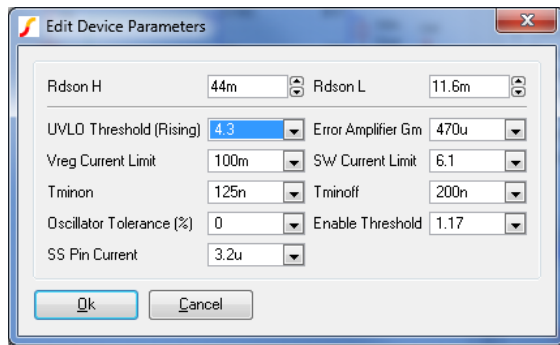 Edit Device Parameters
Rdson H 44m Rdson L 11.6m
UVLO Threshold (Rising) 4.3 Error Amplifier Gm 470u
Vreg Current Limit 100m SW Current Limit 6.1
Tminon 125n Tminoff 200n
Oscillator Tolerance (%) 0 Enable Threshold 1.17
SS Pin Current 3.2u
Ok Cancel